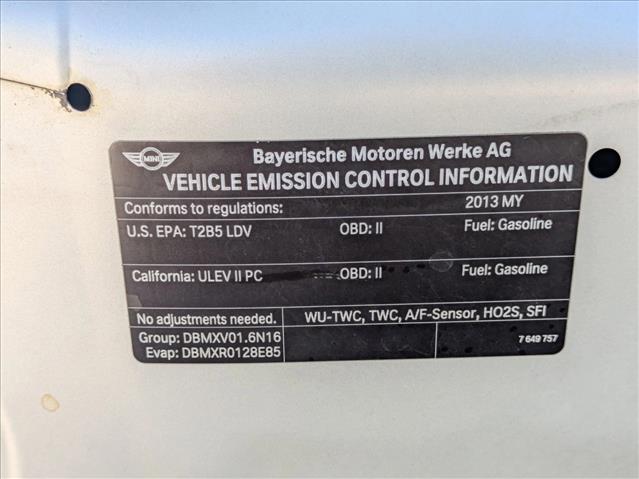 MINI
Bayerische Motoren Werke AG
VEHICLE EMISSION CONTROL INFORMATION
Conforms to regulations: 2013 MY
U.S. EPA: T2B5 LDV OBD: II Fuel: Gasoline
California: ULEV II PC OBD: II Fuel: Gasoline
No adjustments needed. WU-TWC, TWC, A/F-Sensor, HO2S, SFI
Group: DBMXV01.6N16
Evap: DBMXR0128E85 7 649 757